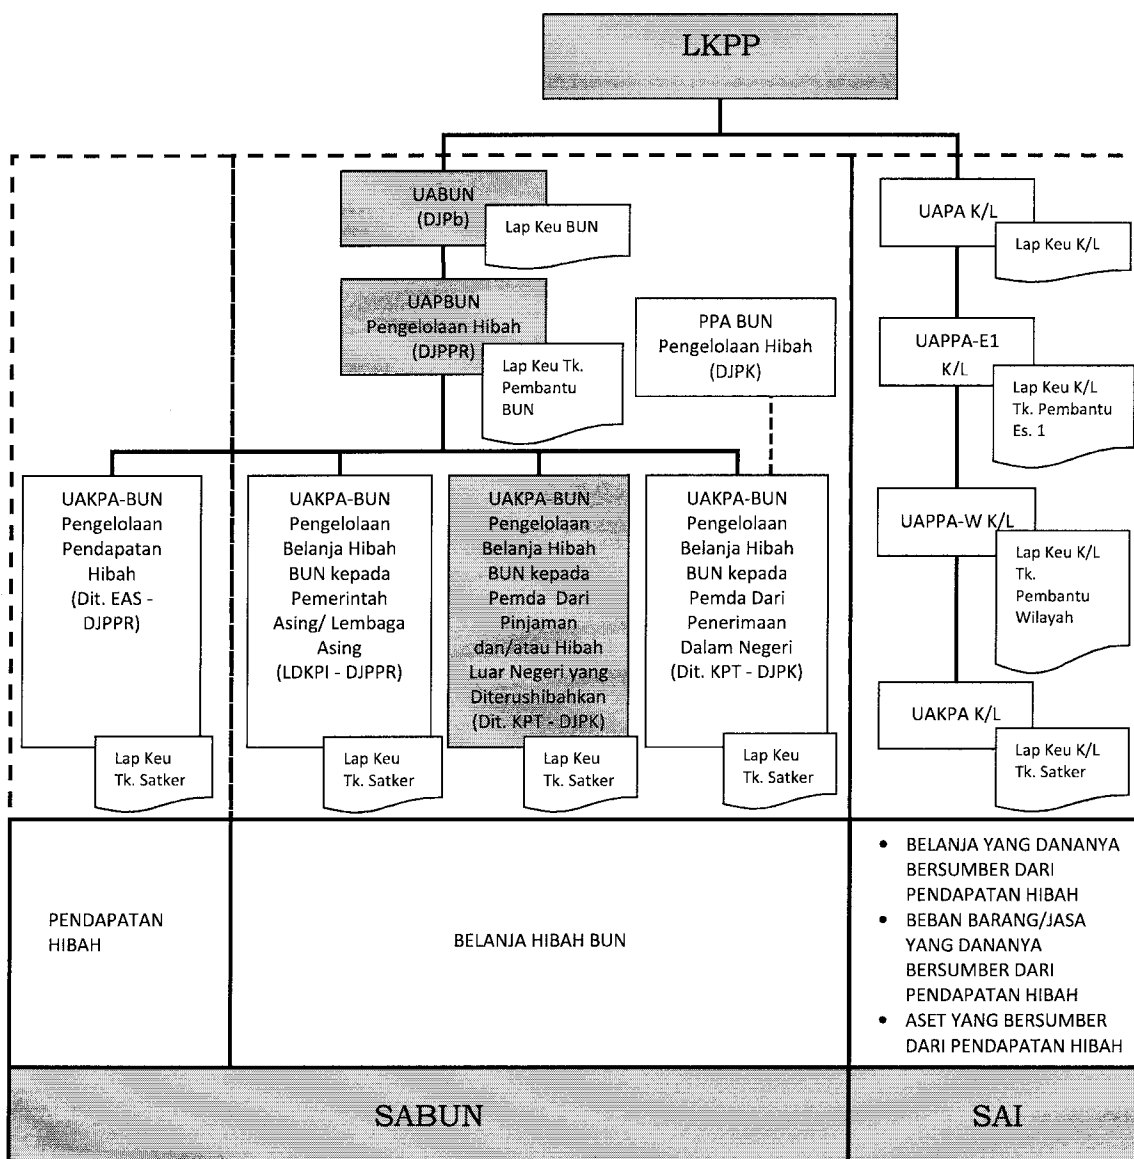 LKPP
UABUN
(DJPb)
Lap Keu BUN
UAPBUN
Pengelolaan Hibah
(DJPPR)
Lap Keu Tk.
Pembantu
BUN
PPA BUN
Pengelolaan Hibah
(DJPK)
UAPA K/L
Lap Keu K/L
UAPPA-E1
K/L
Lap Keu K/L
Tk. Pembantu
Es. 1
UAPPA-W K/L
Lap Keu K/L
Tk.
Pembantu
Wilayah
UAKPA K/L
Lap Keu K/L
Tk. Satker
UAKPA-BUN
Pengelolaan
Pendapatan
Hibah
(Dit. EAS -
DJPPR)
Lap Keu
Tk. Satker
UAKPA-BUN
Pengelolaan
Belanja Hibah
BUN kepada
Pemerintah
Asing/ Lembaga
Asing
(LDKPI - DJPPR)
Lap Keu
Tk. Satker
UAKPA-BUN
Pengelolaan
Belanja Hibah
BUN kepada
Pemda Dari
Pinjaman
dan/atau Hibah
Luar Negeri yang
Diterushibahkan
(Dit. KPT - DJPK)
Lap Keu
Tk. Satker
UAKPA-BUN
Pengelolaan
Belanja Hibah
BUN kepada
Pemda Dari
Penerimaan
Dalam Negeri
(Dit. KPT - DJPK)
Lap Keu
Tk. Satker
PENDAPATAN
HIBAH
BELANJA HIBAH BUN
• BELANJA YANG DANANYA
BERSUMBER DARI
PENDAPATAN HIBAH
• BEBAN BARANG/JASA
YANG DANANYA
BERSUMBER DARI
PENDAPATAN HIBAH
• ASET YANG BERSUMBER
DARI PENDAPATAN HIBAH
SABUN
SAI